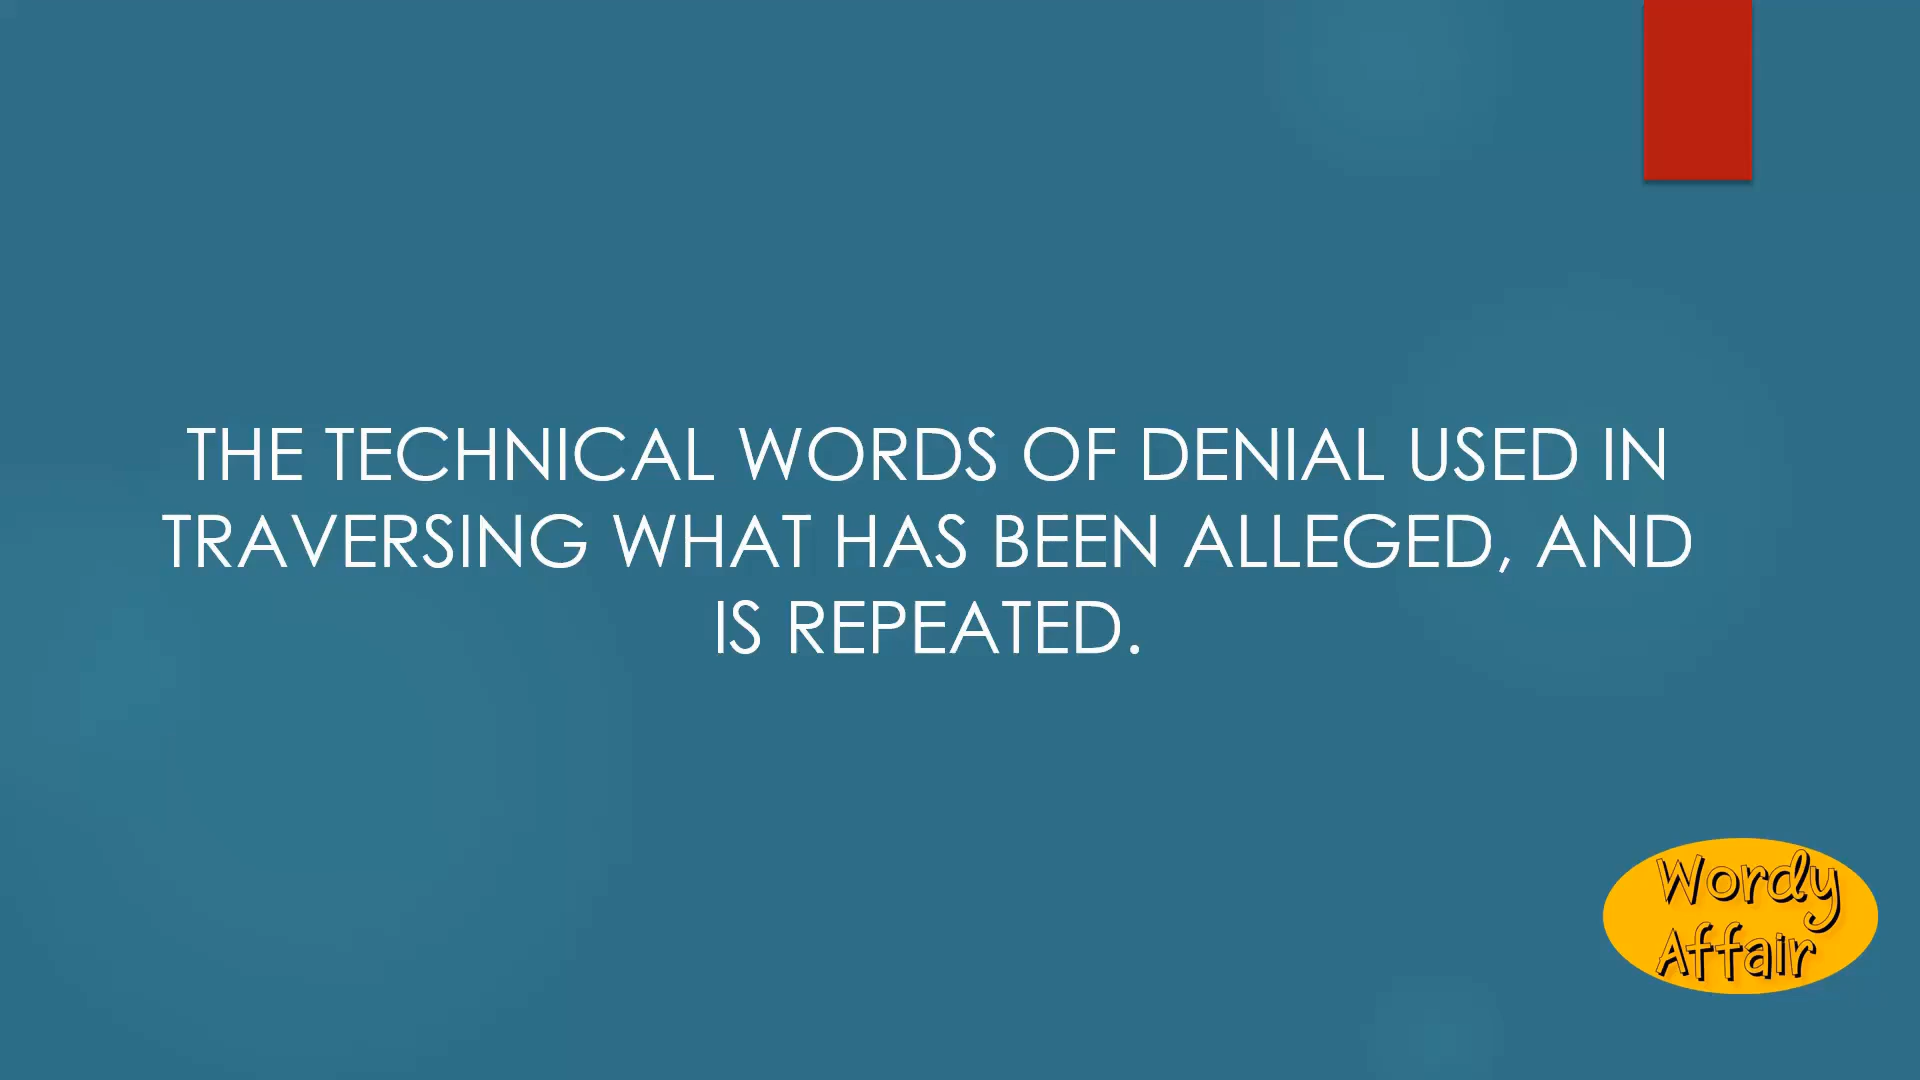 THE TECHNICAL WORDS OF DENIAL USED IN
TRAVERSING WHAT HAS BEEN ALLEGED, AND
IS REPEATED.
Wordy
Affair